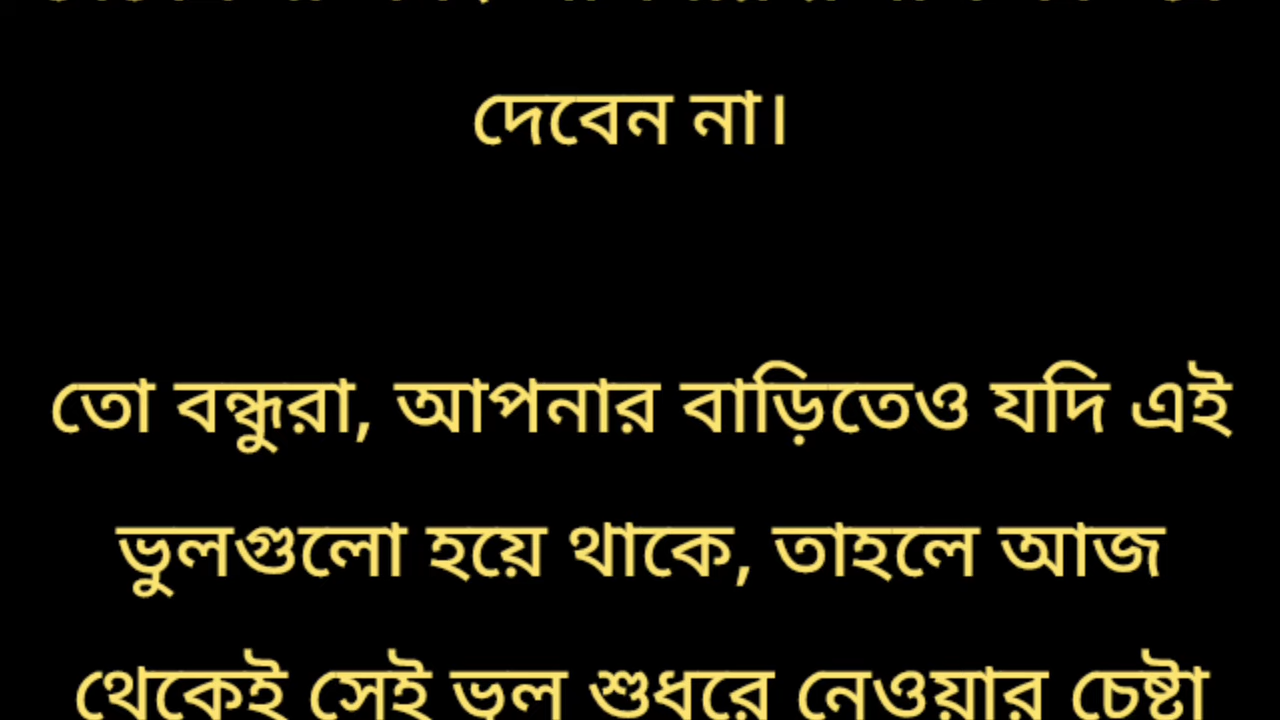 দেবেন না।
তো বন্ধুরা, আপনার বাড়িতেও যদি এই
ভুলগুলো হয়ে থাকে, তাহলে আজ
থেকেই সেই ভুল শুধরে নেওয়ার চেষ্টা